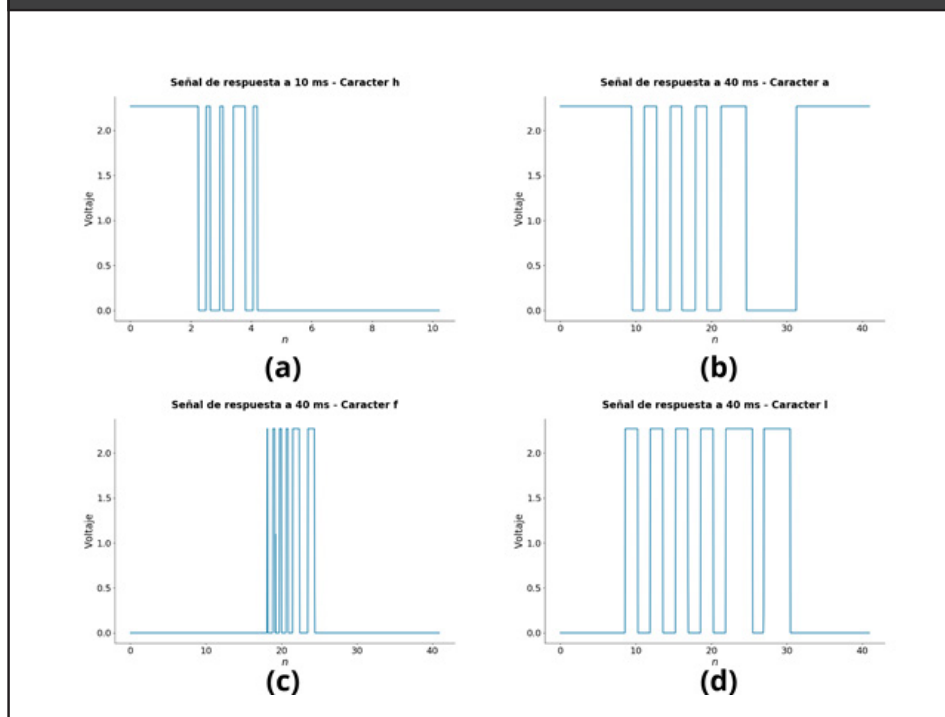 Señal de respuesta a 10 ms - Caracter h
Voltaje
2.0
1.5
1.0
0.5
0.0
0 2 4 6 8 10
n
(a)
Señal de respuesta a 40 ms - Caracter a
Voltaje
2.0
1.5
1.0
0.5
0.0
0 10 20 30 40
n
(b)
Señal de respuesta a 40 ms - Caracter f
Voltaje
2.0
1.5
1.0
0.5
0.0
0 10 20 30 40
n
(c)
Señal de respuesta a 40 ms - Caracter l
Voltaje
2.0
1.5
1.0
0.5
0.0
0 10 20 30 40
n
(d)